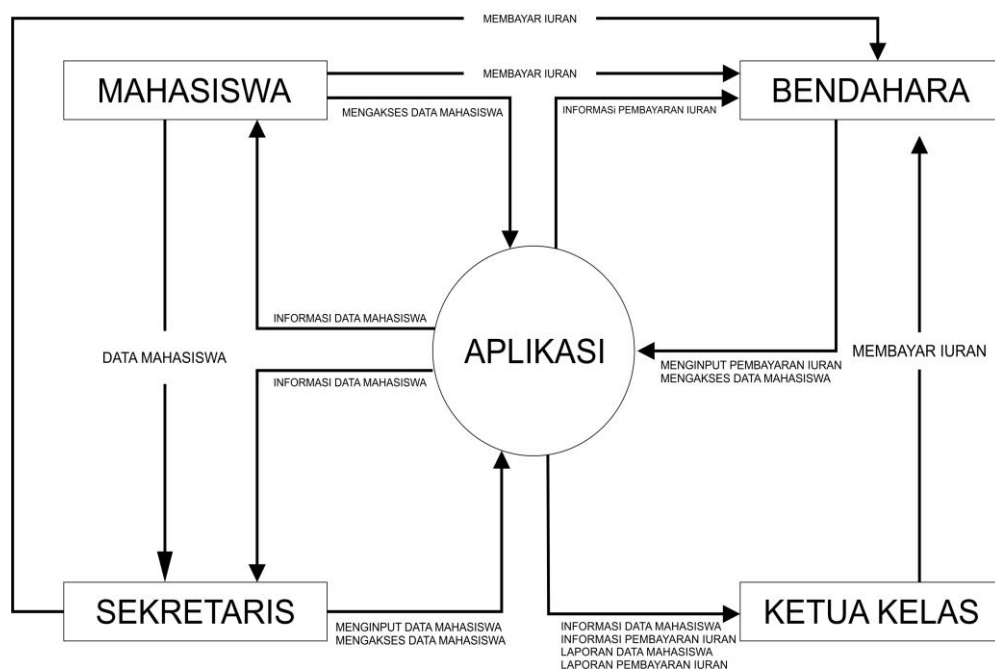 MEMBAYAR IURAN
MAHASISWA
MEMBAYAR IURAN
BENDAHARA
MENGAKSES DATA MAHASISWA
INFORMASi PEMBAYARAN IURAN
INFORMASI DATA MAHASISWA
APLIKASI
DATA MAHASISWA
MEMBAYAR IURAN
MENGINPUT PEMBAYARAN IURAN
MENGAKSES DATA MAHASISWA
INFORMASI DATA MAHASISWA
SEKRETARIS
KETUA KELAS
MENGINPUT DATA MAHASISWA
MENGAKSES DATA MAHASISWA
INFORMASI DATA MAHASISWA
INFORMASI PEMBAYARAN IURAN
LAPORAN DATA MAHASISWA
LAPORAN PEMBAYARAN IURAN